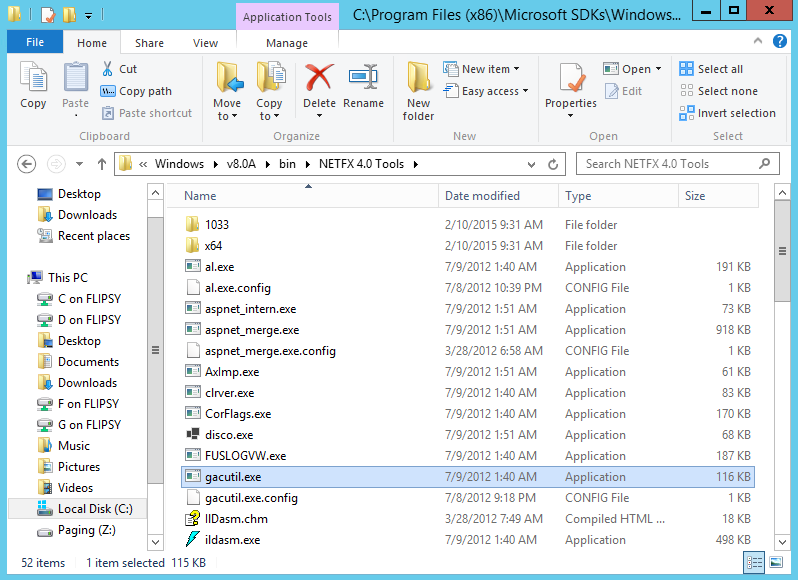 Application Tools
C:\Program Files (x86)\Microsoft SDKs\Windows...
File Home Share View Manage
Copy
Paste
Cut
Copy path
Paste shortcut
Clipboard
Move to
Copy to
Delete
Rename
Organize
New folder
New item
Easy access
New
Properties
Open
Edit
Open
Select all
Select none
Invert selection
Select
« Windows v8.0A bin NETFX 4.0 Tools
Search NETFX 4.0 Tools
Desktop
Downloads
Recent places
This PC
C on FLIPSY
D on FLIPSY
Desktop
Documents
Downloads
F on FLIPSY
G on FLIPSY
Music
Pictures
Videos
Local Disk (C:)
Paging (Z:)
Name Date modified Type Size
1033 2/10/2015 9:31 AM File folder
x64 2/10/2015 9:31 AM File folder
al.exe 7/9/2012 1:40 AM Application 191 KB
al.exe.config 7/8/2012 10:39 PM CONFIG File 1 KB
aspnet_intern.exe 7/9/2012 1:51 AM Application 73 KB
aspnet_merge.exe 7/9/2012 1:51 AM Application 918 KB
aspnet_merge.exe.config 3/28/2012 6:58 AM CONFIG File 1 KB
AxImp.exe 7/9/2012 1:51 AM Application 61 KB
clrver.exe 7/9/2012 1:40 AM Application 83 KB
CorFlags.exe 7/9/2012 1:40 AM Application 170 KB
disco.exe 7/9/2012 1:51 AM Application 68 KB
FUSLOGVW.exe 7/9/2012 1:40 AM Application 187 KB
gacutil.exe 7/9/2012 1:40 AM Application 116 KB
gacutil.exe.config 7/8/2012 9:18 PM CONFIG File 1 KB
IlDasm.chm 3/28/2012 7:49 AM Compiled HTML ... 18 KB
ildasm.exe 7/9/2012 1:40 AM Application 498 KB
52 items 1 item selected 115 KB